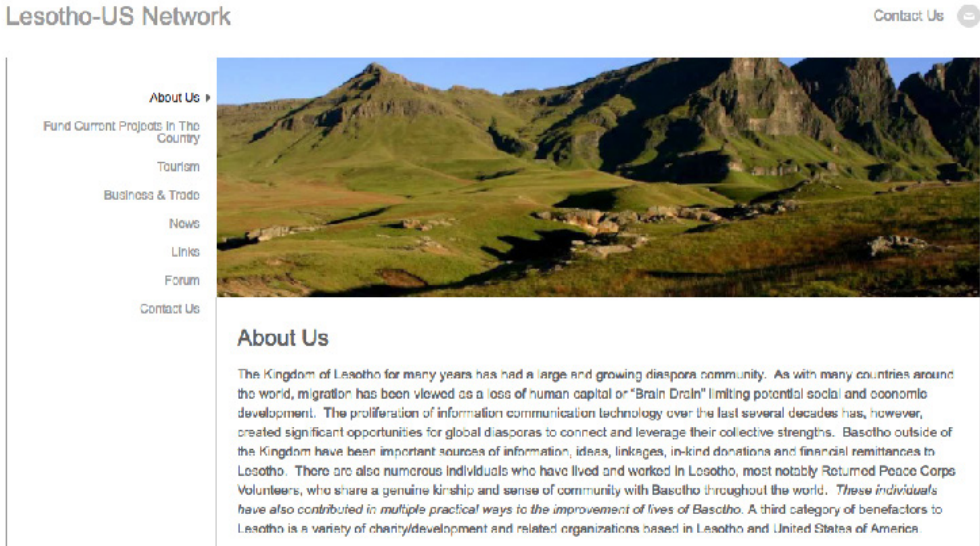 Lesotho-US Network
Contact Us
About Us
Fund Current Projects In The
Country
Tourism
Business & Trade
News
Links
Forum
Contact Us
About Us
The Kingdom of Lesotho for many years has had a large and growing diaspora community. As with many countries around
the world, migration has been viewed as a loss of human capital or "Brain Drain" limiting potential social and economic
development. The proliferation of information communication technology over the last several decades has, however,
created significant opportunities for global diasporas to connect and leverage their collective strengths. Basotho outside of
the Kingdom have been important sources of information, ideas, linkages, in-kind donations and financial remittances to
Lesotho. There are also numerous individuals who have lived and worked in Lesotho, most notably Returned Peace Corps
Volunteers, who share a genuine kinship and sense of community with Basotho throughout the world. These individuals
have also contributed in multiple practical ways to the improvement of lives of Basotho. A third category of benefactors to
Lesotho is a variety of charity/development and related organizations based in Lesotho and United States of America.